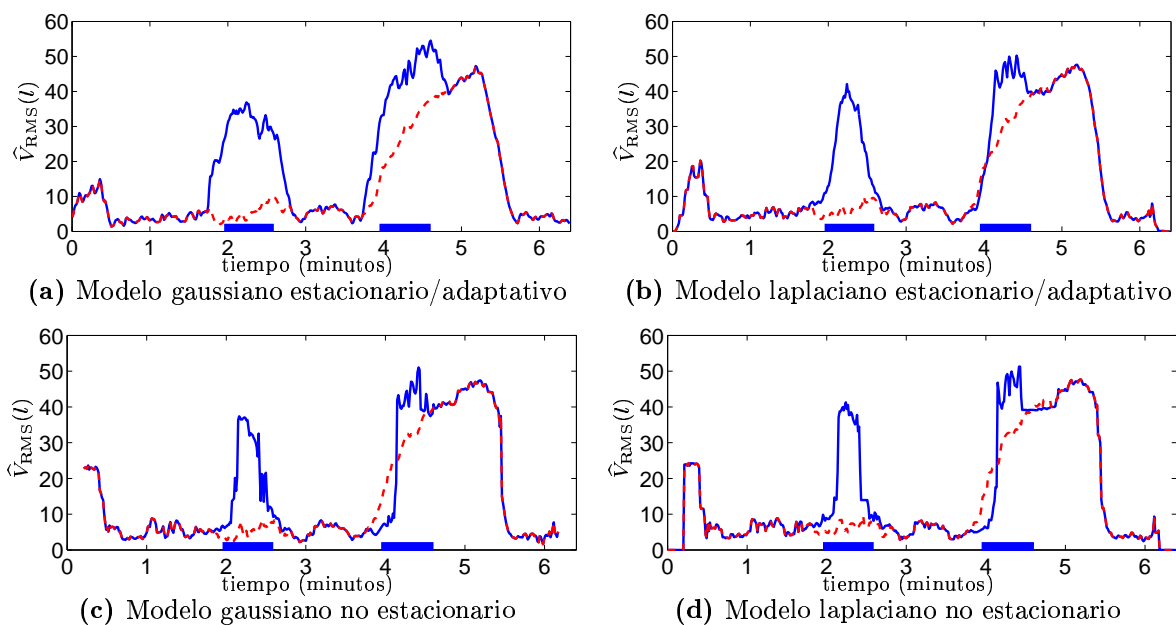 60
50
40
30
20
10
0
V̂RMS(l)
0 1 2 3 4 5 6
tiempo (minutos)
(a) Modelo gaussiano estacionario/adaptativo
60
50
40
30
20
10
0
V̂RMS(l)
0 1 2 3 4 5 6
tiempo (minutos)
(b) Modelo laplaciano estacionario/adaptativo
60
50
40
30
20
10
0
V̂RMS(l)
0 1 2 3 4 5 6
tiempo (minutos)
(c) Modelo gaussiano no estacionario
60
50
40
30
20
10
0
V̂RMS(l)
0 1 2 3 4 5 6
tiempo (minutos)
(d) Modelo laplaciano no estacionario